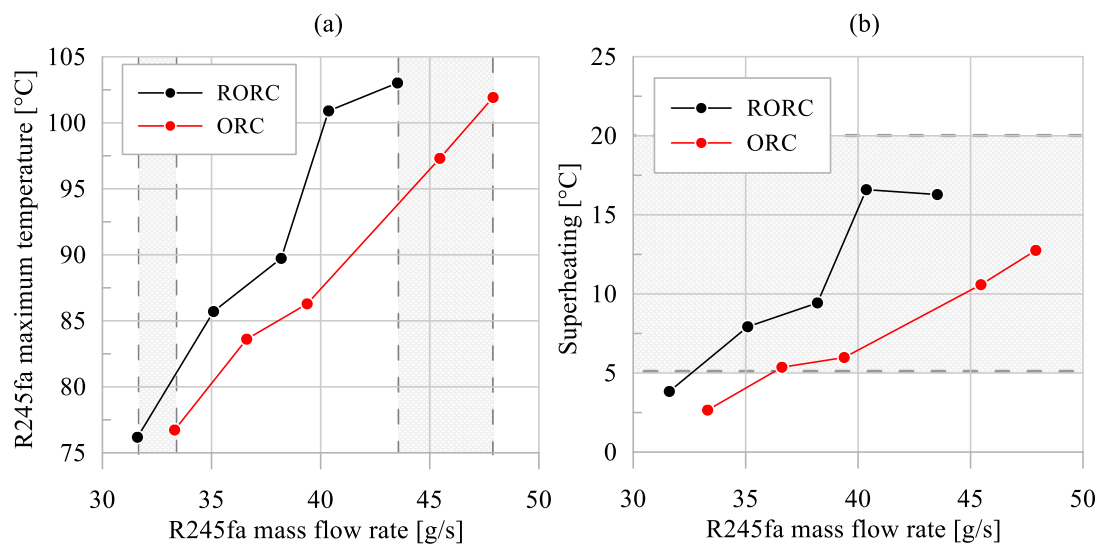 (a)
R245fa maximum temperature [°C]
105
100
95
90
85
80
75
RORC
ORC
30 35 40 45 50
R245fa mass flow rate [g/s]
(b)
Superheating [°C]
25
20
15
10
5
0
RORC
ORC
30 35 40 45 50
R245fa mass flow rate [g/s]